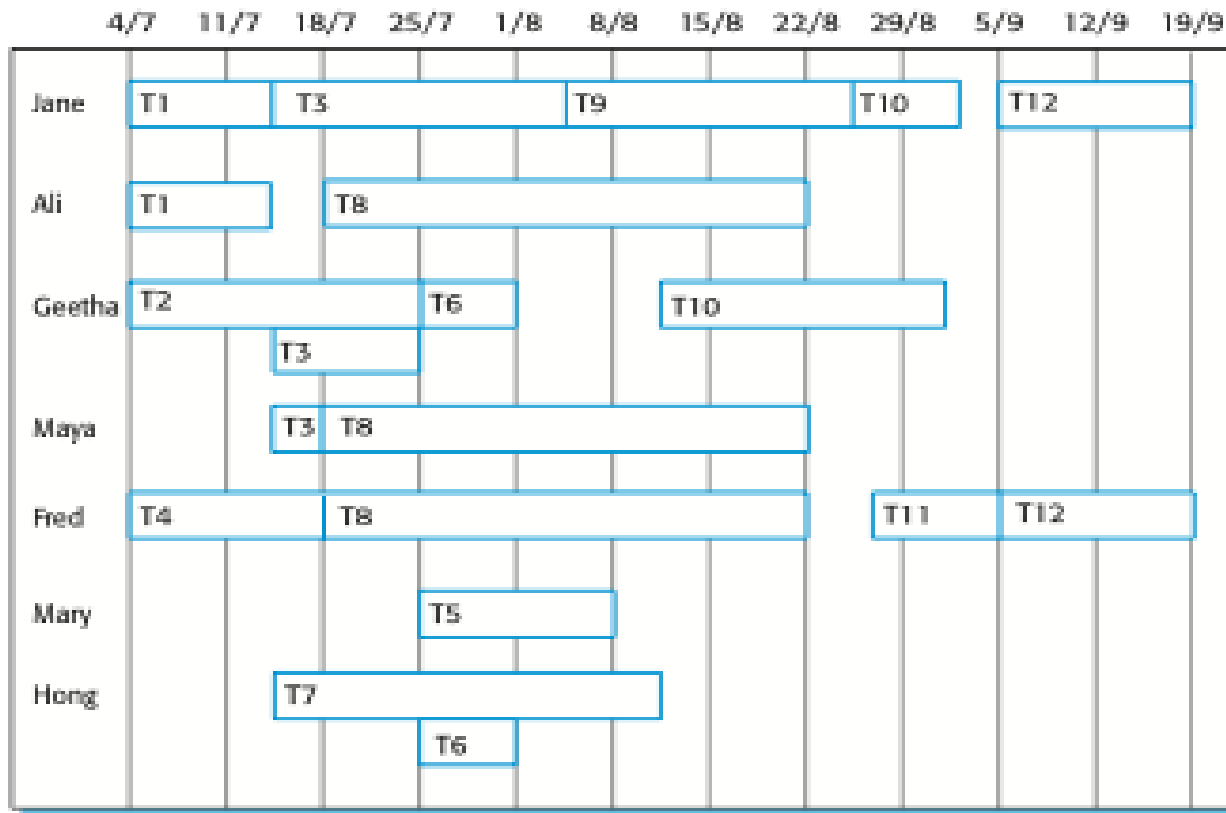 4/7 11/7 18/7 25/7 1/8 8/8 15/8 22/8 29/8 5/9 12/9 19/9
Jane T1 T3 T9 T10 T12
Ali T1 T8
Geetha T2 T6 T10
T3
Maya T3 T8
Fred T4 T8 T11 T12
Mary T5
Hong T7
T6